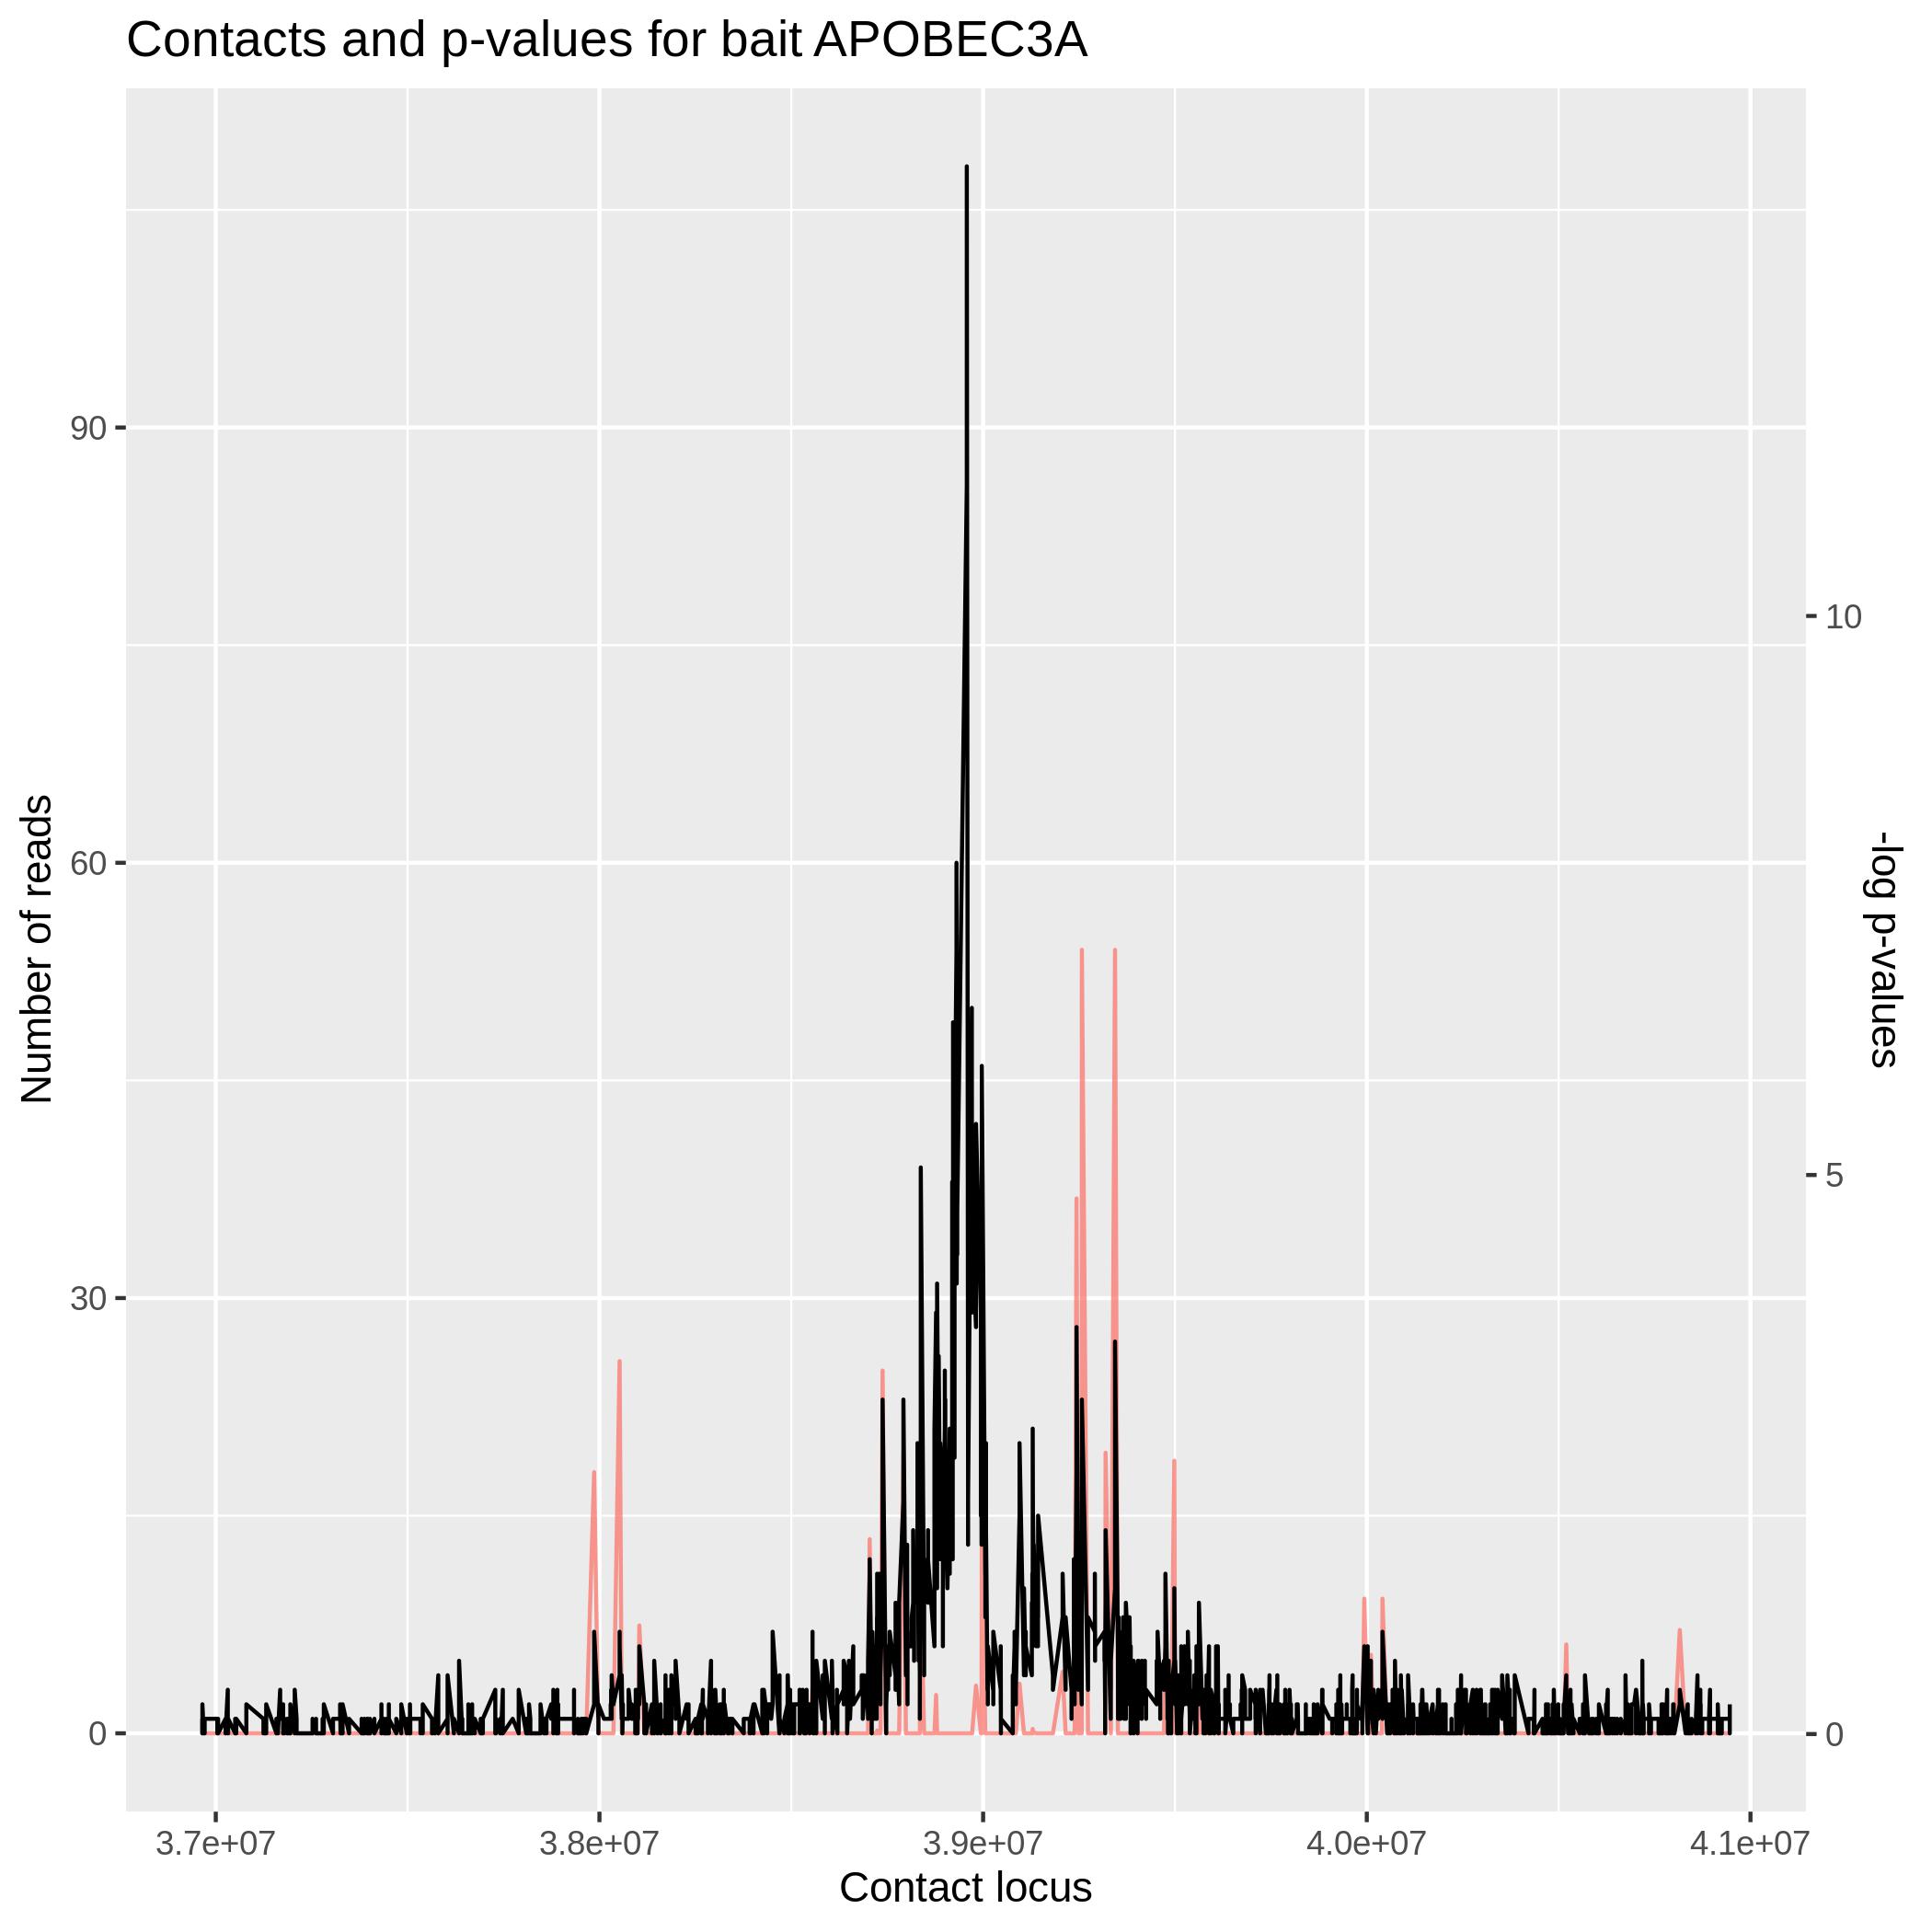 Contacts and p-values for bait APOBEC3A
Number of reads
90
60
30
0
10
5
0
-log p-values
3.7e+07
3.8e+07
3.9e+07
4.0e+07
4.1e+07
Contact locus